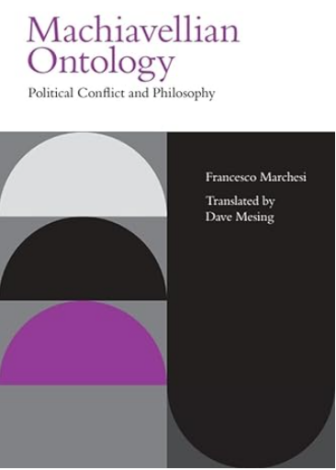 Machiavellian
Ontology
Political Conflict and Philosophy
Francesco Marchesi
Translated by
Dave Mesing